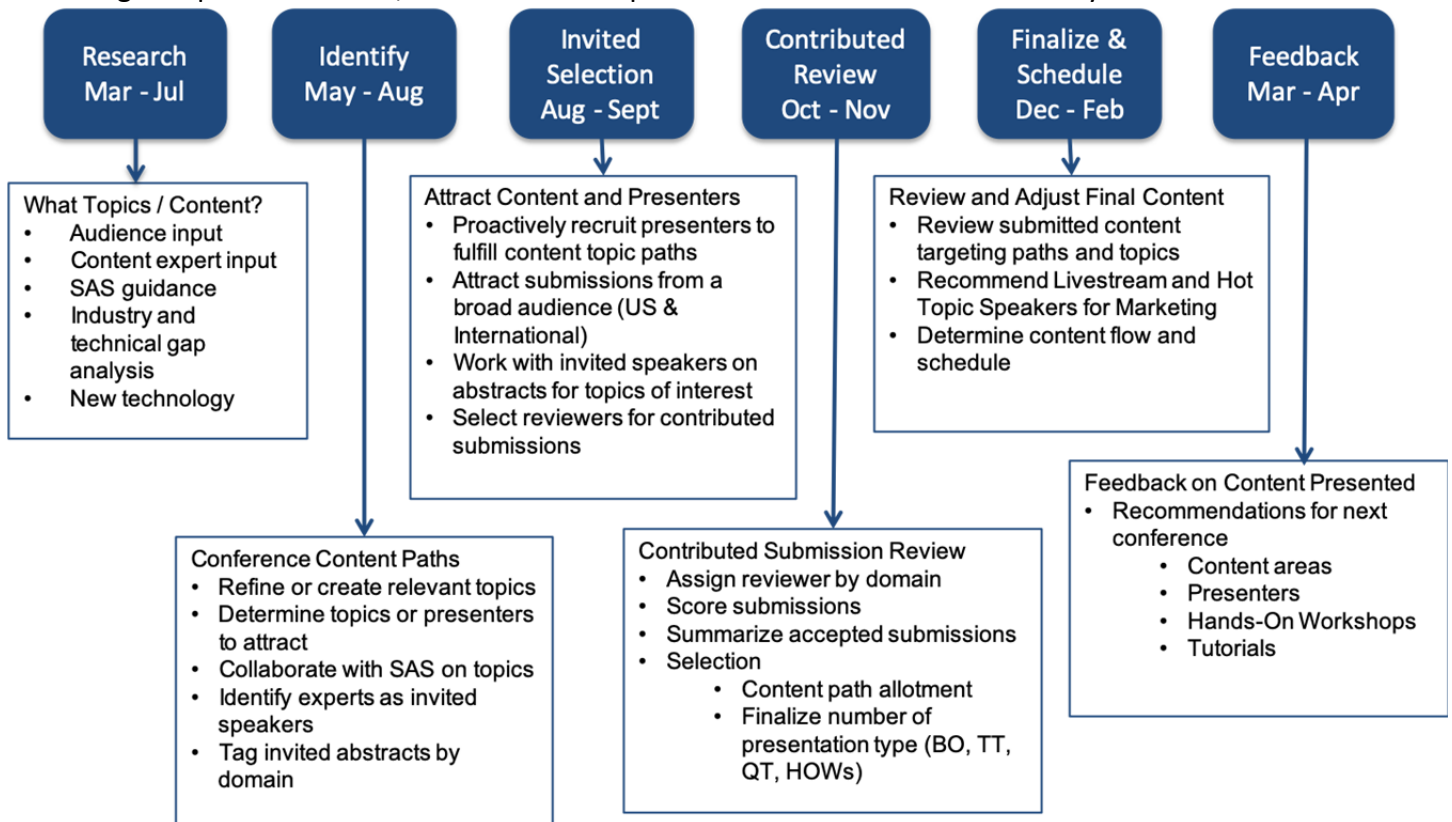 Research
Mar - Jul
Identify
May - Aug
Invited
Selection
Aug - Sept
Contributed
Review
Oct - Nov
Finalize &
Schedule
Dec - Feb
Feedback
Mar - Apr
What Topics / Content?
• Audience input
• Content expert input
• SAS guidance
• Industry and
technical gap
analysis
• New technology
Attract Content and Presenters
• Proactively recruit presenters to
fulfill content topic paths
• Attract submissions from a
broad audience (US &
International)
• Work with invited speakers on
abstracts for topics of interest
• Select reviewers for contributed
submissions
Review and Adjust Final Content
• Review submitted content
targeting paths and topics
• Recommend Livestream and Hot
Topic Speakers for Marketing
• Determine content flow and
schedule
Conference Content Paths
• Refine or create relevant topics
• Determine topics or presenters
to attract
• Collaborate with SAS on topics
• Identify experts as invited
speakers
• Tag invited abstracts by
domain
Contributed Submission Review
• Assign reviewer by domain
• Score submissions
• Summarize accepted submissions
• Selection
• Content path allotment
• Finalize number of
presentation type (BO, TT,
QT, HOWs)
Feedback on Content Presented
• Recommendations for next
conference
• Content areas
• Presenters
• Hands-On Workshops
• Tutorials